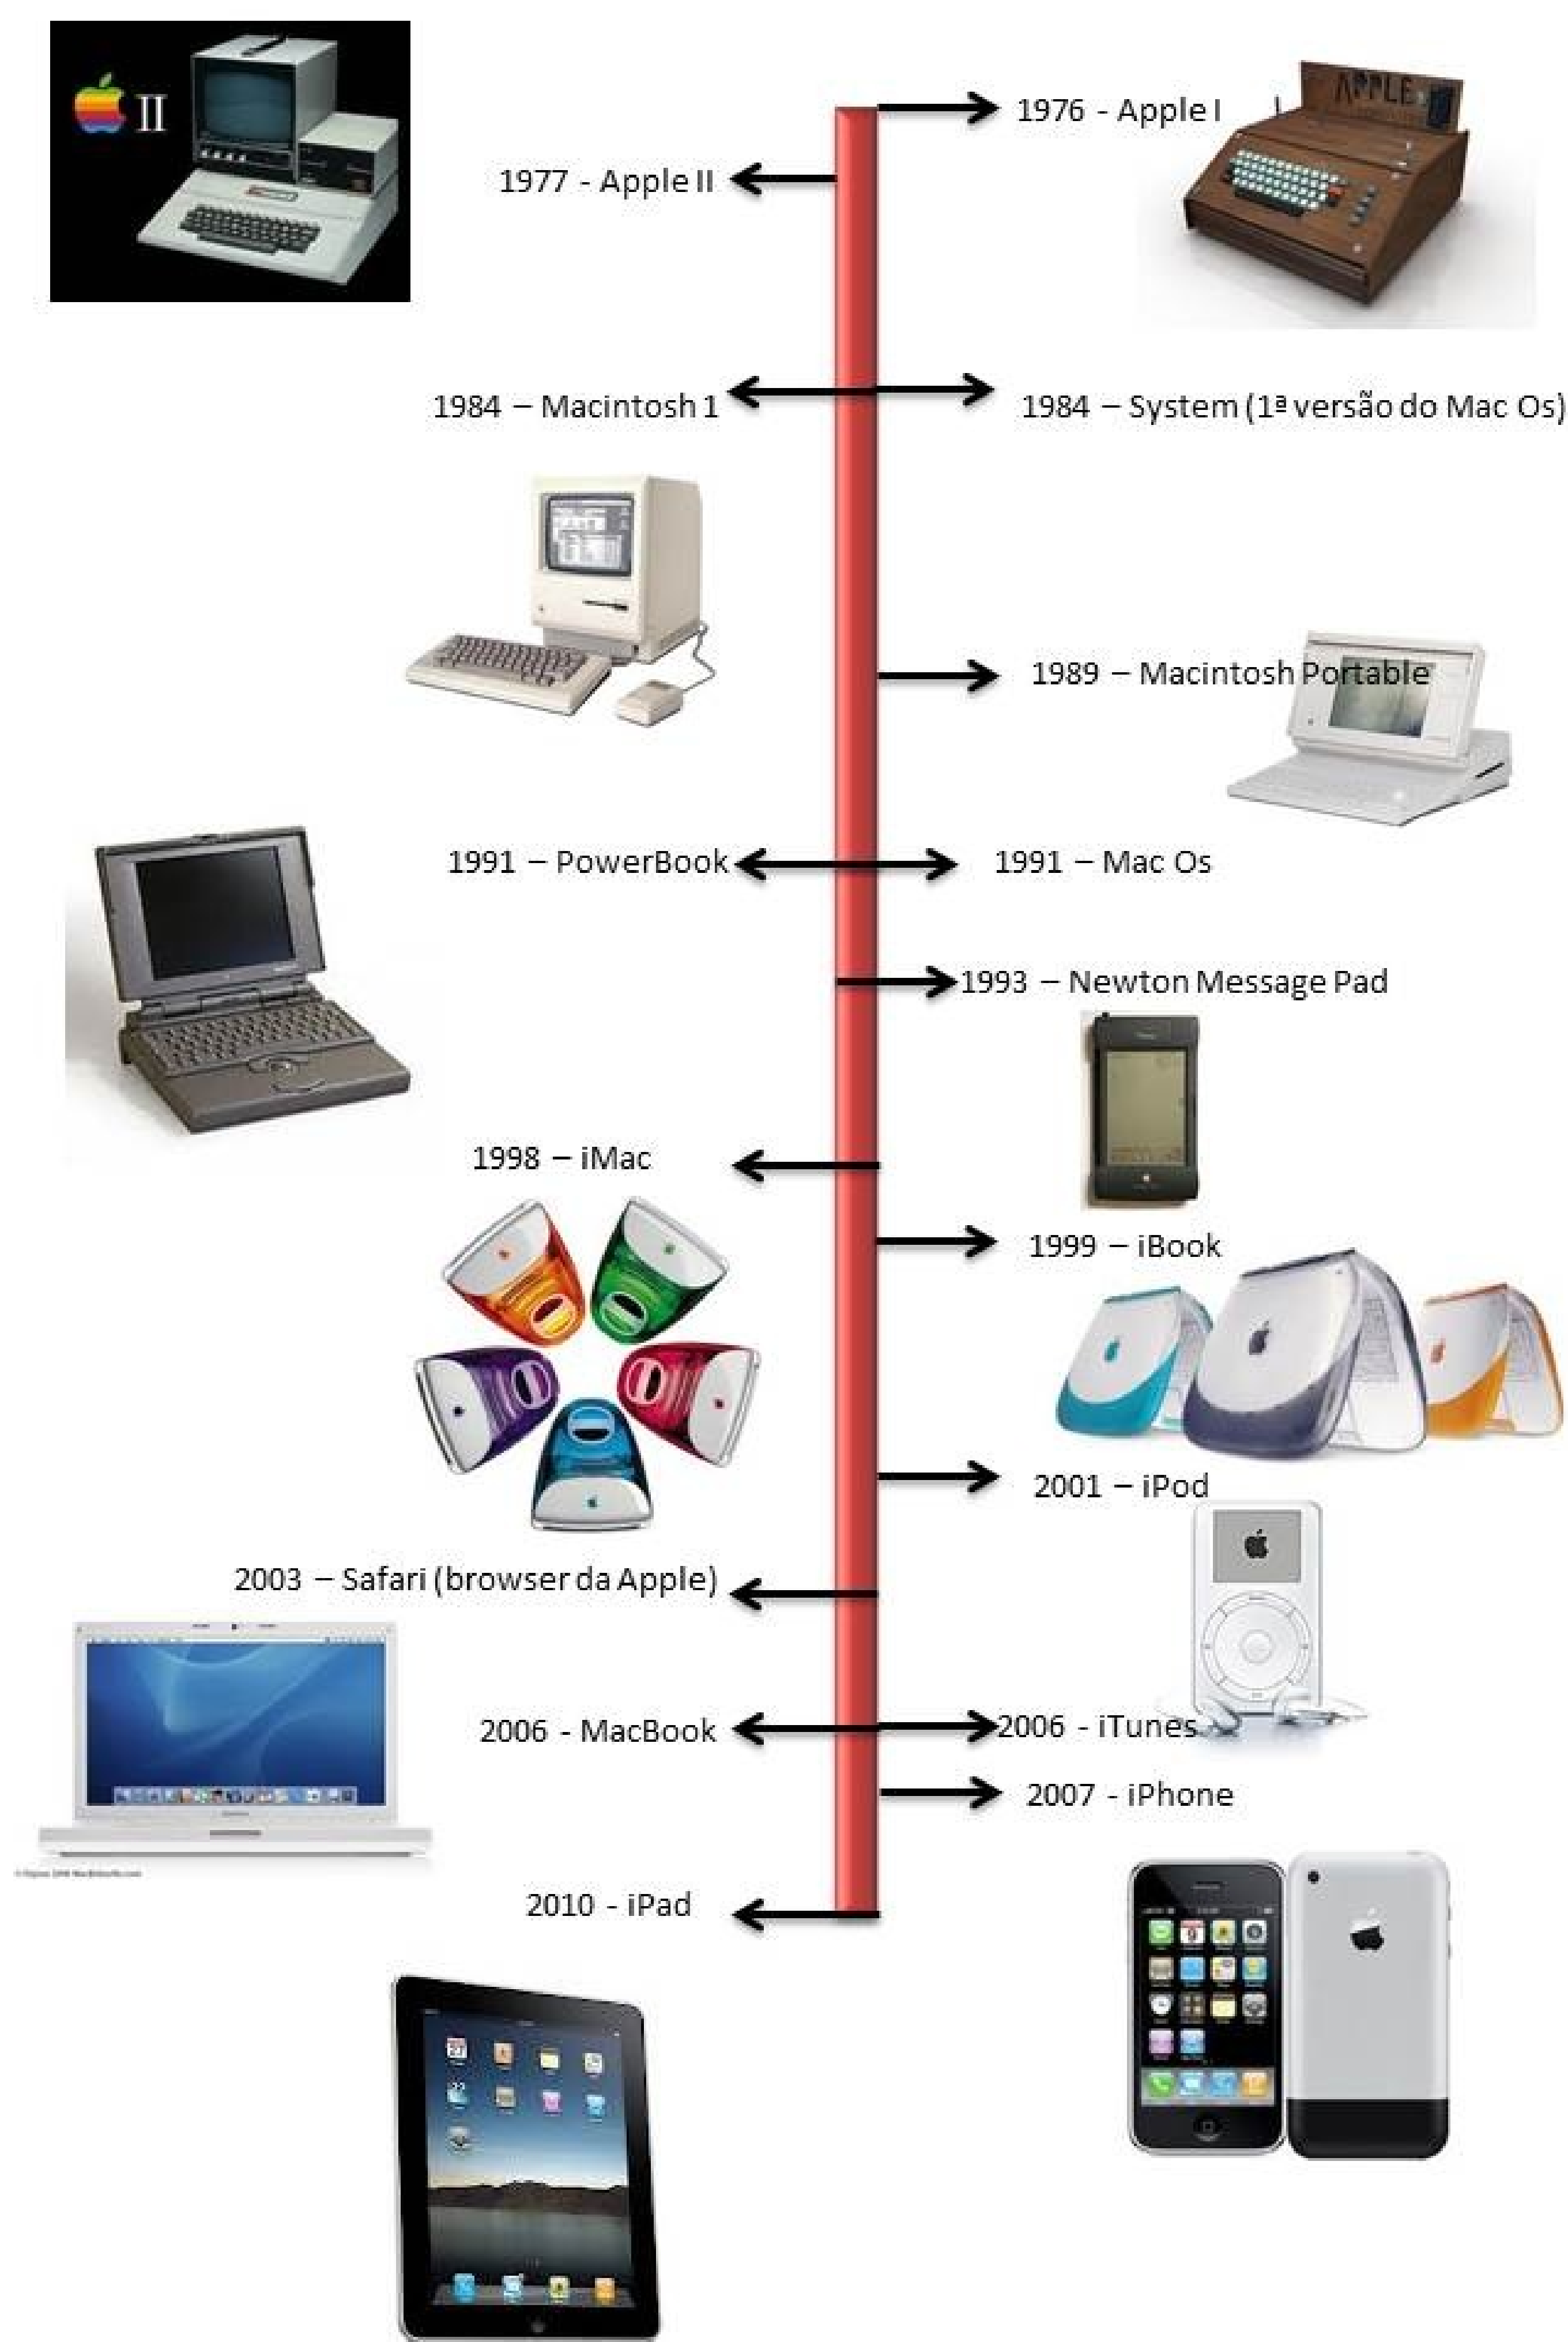 II
APPLE
1976 - Apple I
1977 - Apple II
1984 – Macintosh 1
1984 – System (1ª versão do Mac Os)
1989 – Macintosh Portable
1991 – PowerBook
1991 – Mac Os
1993 – Newton Message Pad
1998 – iMac
1999 – iBook
2001 – iPod
2003 – Safari (browser da Apple)
2006 - MacBook
2006 - iTunes
2007 - iPhone
2010 - iPad